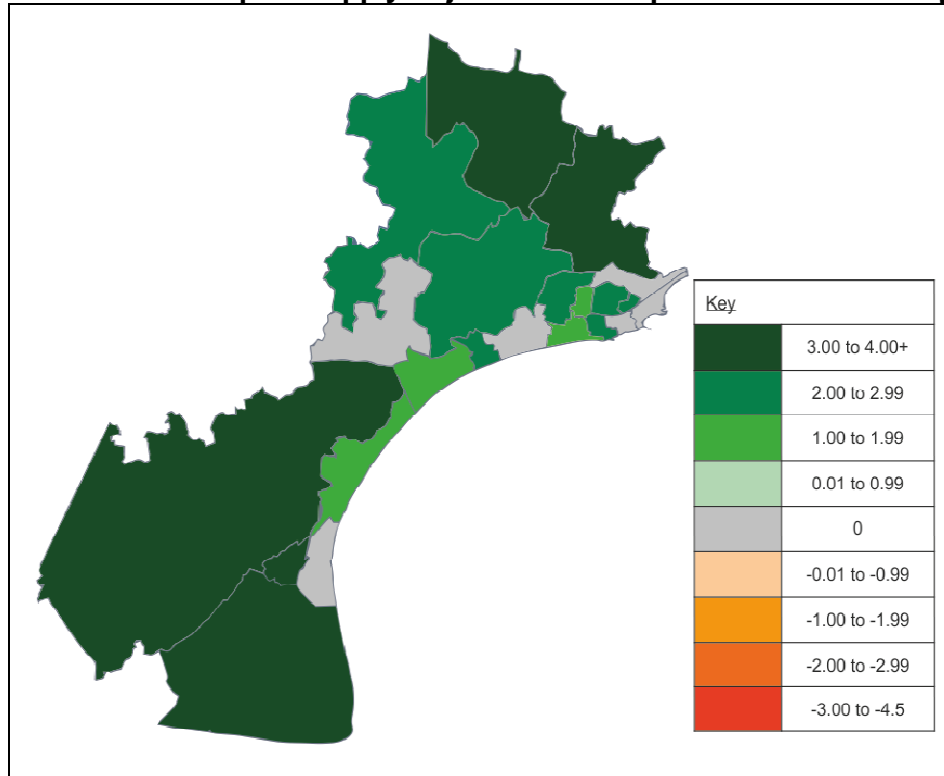 Key
3.00 to 4.00+
2.00 to 2.99
1.00 to 1.99
0.01 to 0.99
0
-0.01 to -0.99
-1.00 to -1.99
-2.00 to -2.99
-3.00 to -4.5